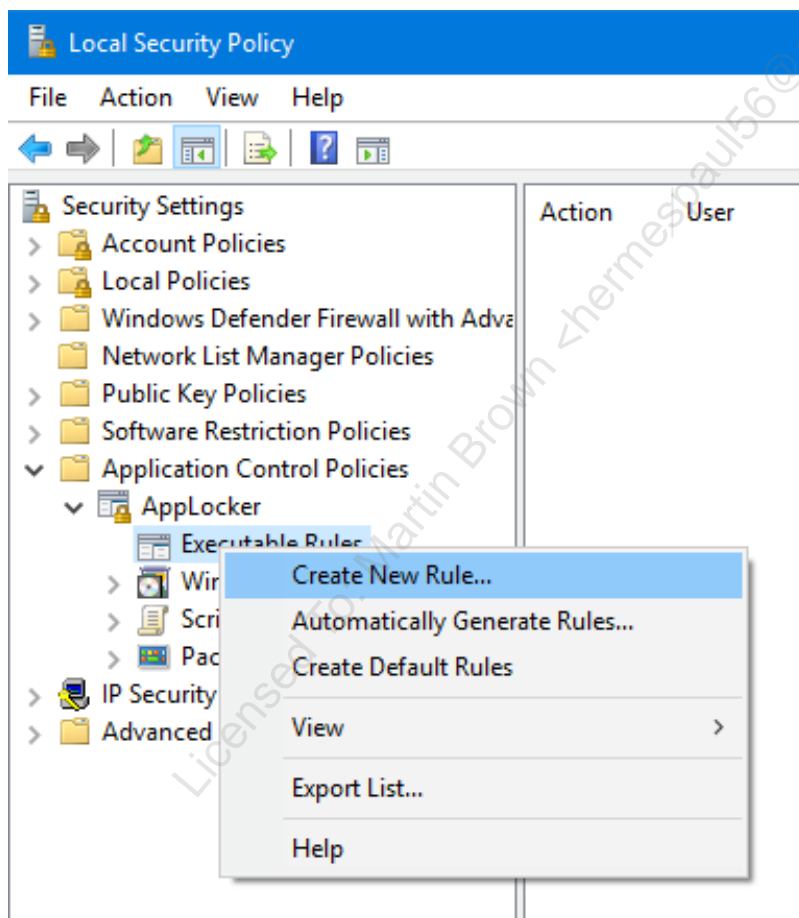 Local Security Policy
File Action View Help
Security Settings
Action User
Account Policies
Local Policies
Windows Defender Firewall with Adva
Network List Manager Policies
Public Key Policies
Software Restriction Policies
Application Control Policies
AppLocker
Executable Rules
Win
Create New Rule...
Scri
Automatically Generate Rules...
Pac
Create Default Rules
IP Security
Advanced
View
Export List...
Help
Licensed To: Martin Brown <hermespaul56@